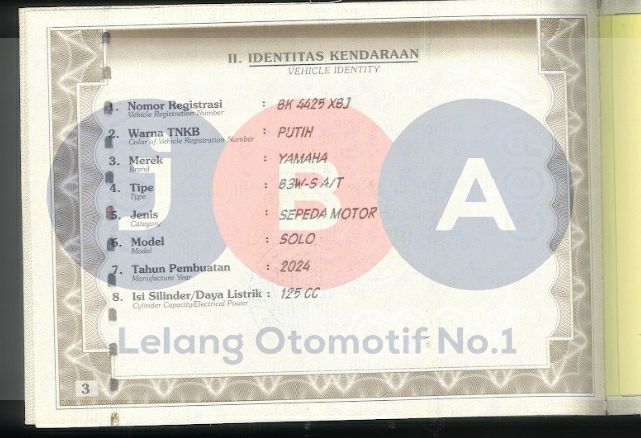 II. IDENTITAS KENDARAAN
VEHICLE IDENTITY
1. Nomor Registrasi : BK 4425 XBJ
Vehicle Registration Number
2. Warna TNKB : PUTIH
Color of Vehicle Registration Number
3. Merek : YAMAHA
Brand
4. Tipe : B3W-S A/T
Type
5. Jenis : SEPEDA MOTOR
Category
6. Model : SOLO
Model
7. Tahun Pembuatan : 2024
Manufacture Year
8. Isi Silinder/Daya Listrik : 125 CC
Cylinder Capacity/Electrical Power
JBA
Lelang Otomotif No.1
3